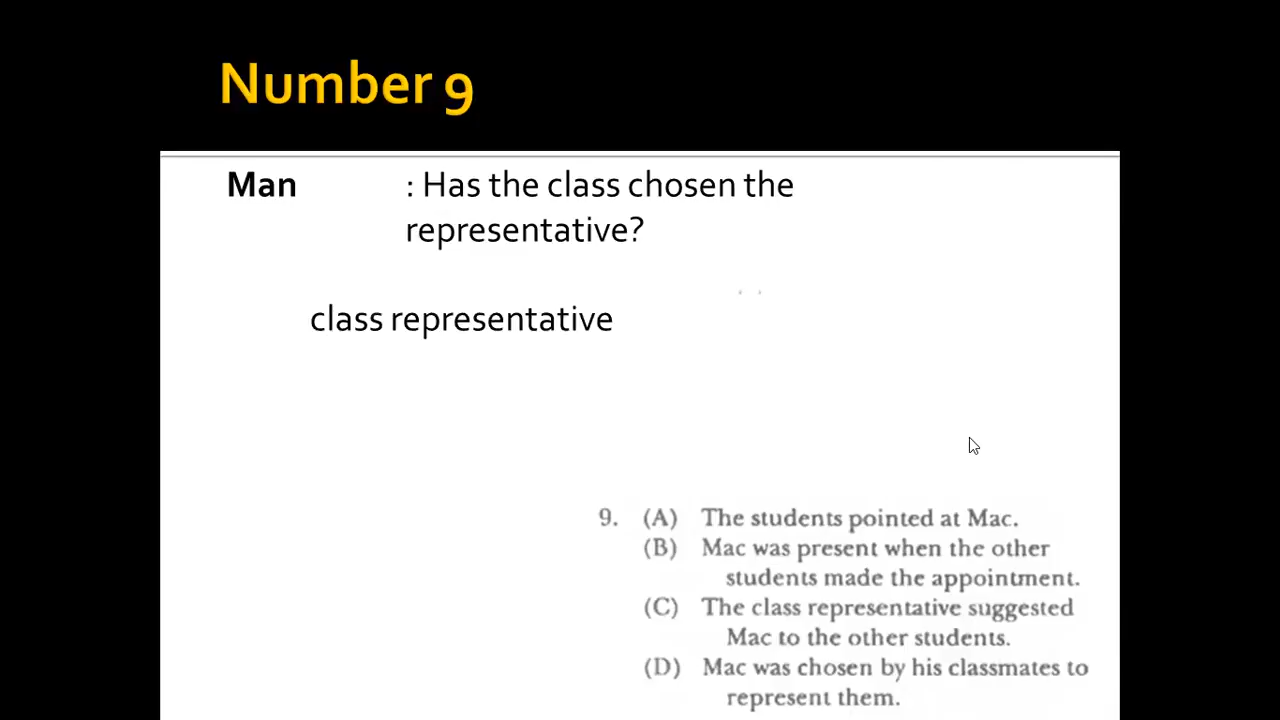 Number 9
Man : Has the class chosen the
representative?
class representative
9. (A) The students pointed at Mac.
(B) Mac was present when the other
students made the appointment.
(C) The class representative suggested
Mac to the other students.
(D) Mac was chosen by his classmates to
represent them.